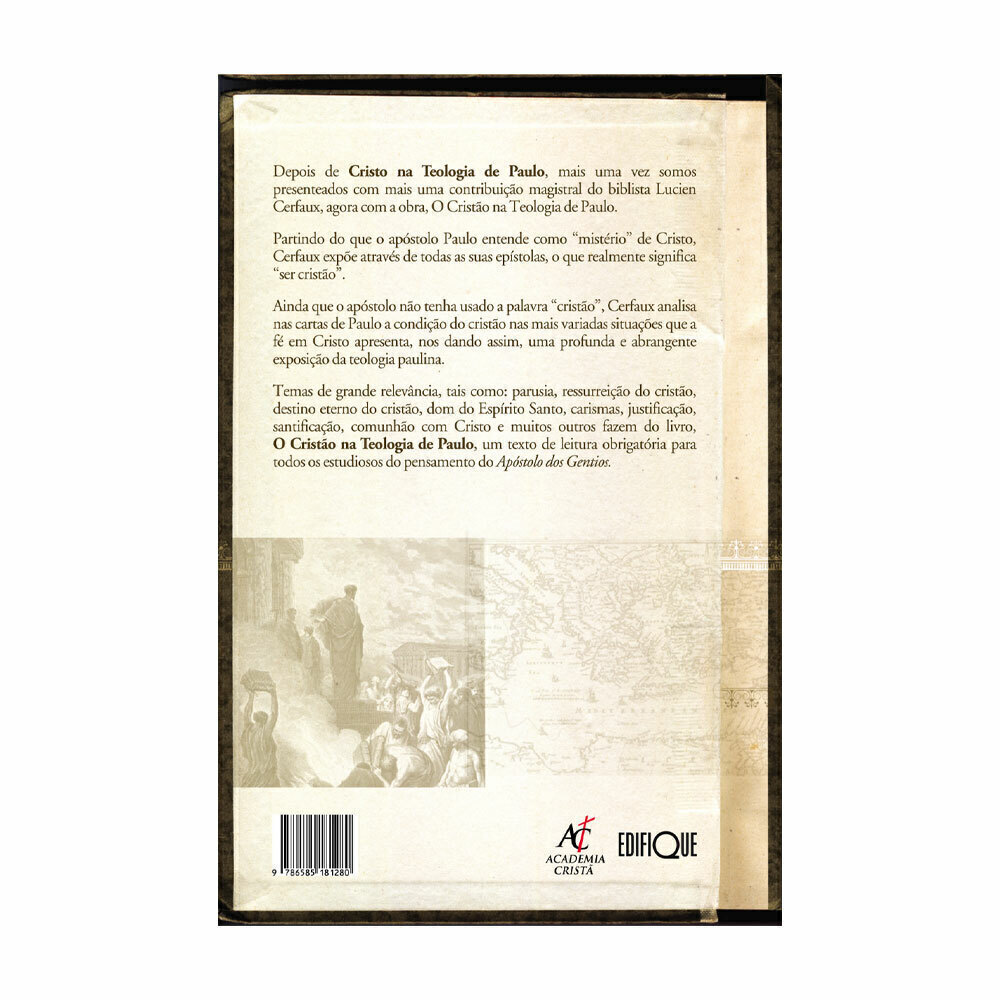 Depois de Cristo na Teologia de Paulo, mais uma vez somos
presenteados com mais uma contribuição magistral do biblista Lucien
Cerfaux, agora com a obra, O Cristão na Teologia de Paulo.
Partindo do que o apóstolo Paulo entende como “mistério” de Cristo,
Cerfaux expõe através de todas as suas epístolas, o que realmente significa
“ser cristão”.
Ainda que o apóstolo não tenha usado a palavra “cristão”, Cerfaux analisa
nas cartas de Paulo a condição do cristão nas mais variadas situações que a
fé em Cristo apresenta, nos dando assim, uma profunda e abrangente
exposição da teologia paulina.
Temas de grande relevância, tais como: parusia, ressurreição do cristão,
destino eterno do cristão, dom do Espírito Santo, carismas, justificação,
santificação, comunhão com Cristo e muitos outros fazem do livro,
O Cristão na Teologia de Paulo, um texto de leitura obrigatória para
todos os estudiosos do pensamento do Apóstolo dos Gentios.
MEDITERRANEUM
9 786585 181280
AC
ACADEMIA
CRISTÃ
EDIFIQUE